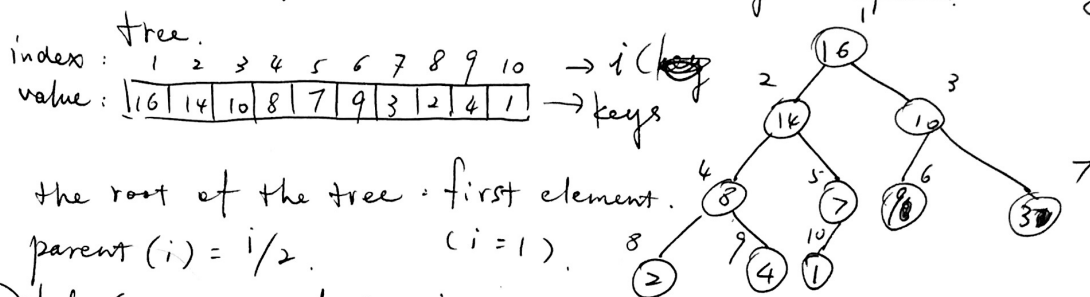 tree.
index : 1 2 3 4 5 6 7 8 9 10 → i (
value : 16 14 10 8 7 9 3 2 4 1 → keys
the root of the tree : first element.
parent (i) = i/2. (i = 1).
1
16
2 3
14 10
4 5 6 7
8 7 9 3
8 9 10
2 4 1